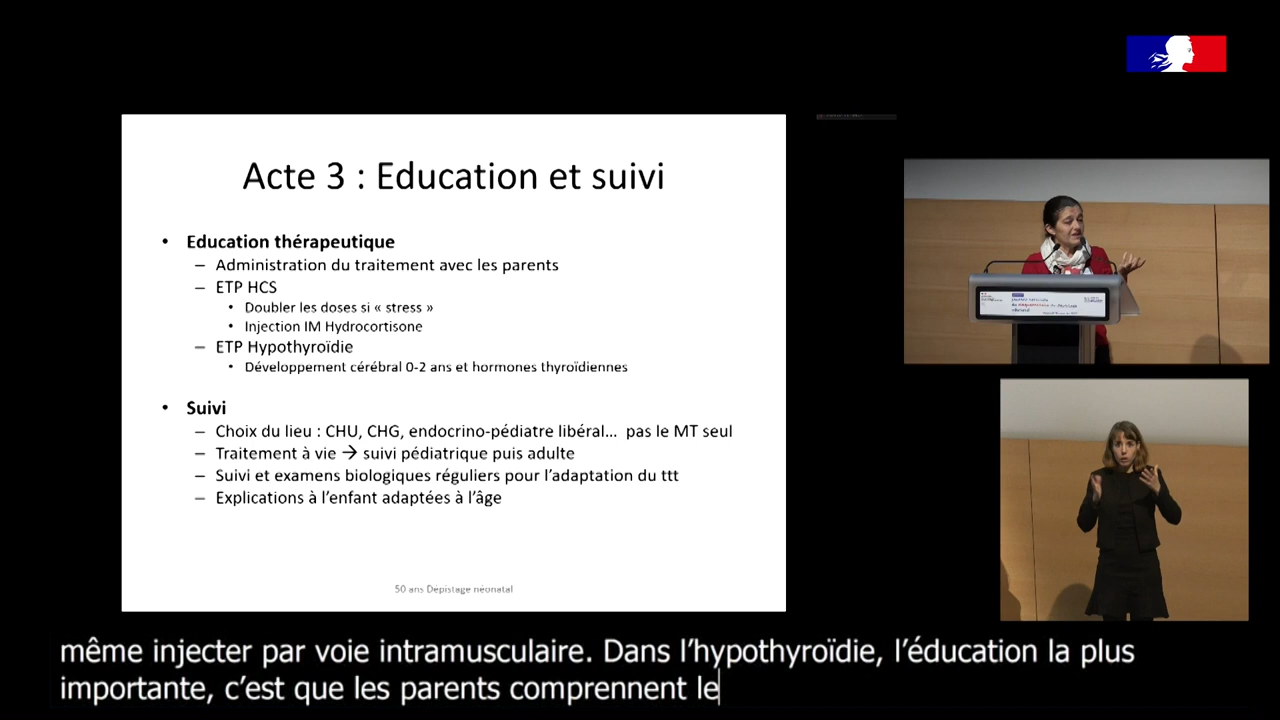 Acte 3 : Education et suivi
• Education thérapeutique
– Administration du traitement avec les parents
– ETP HCS
• Doubler les doses si « stress »
• Injection IM Hydrocortisone
– ETP Hypothyroïdie
• Développement cérébral 0-2 ans et hormones thyroïdiennes
• Suivi
– Choix du lieu : CHU, CHG, endocrino-pédiatre libéral... pas le MT seul
– Traitement à vie → suivi pédiatrique puis adulte
– Suivi et examens biologiques réguliers pour l'adaptation du ttt
– Explications à l'enfant adaptées à l'âge
50 ans Dépistage néonatal
même injecter par voie intramusculaire. Dans l'hypothyroïdie, l'éducation la plus
importante, c'est que les parents comprennent le